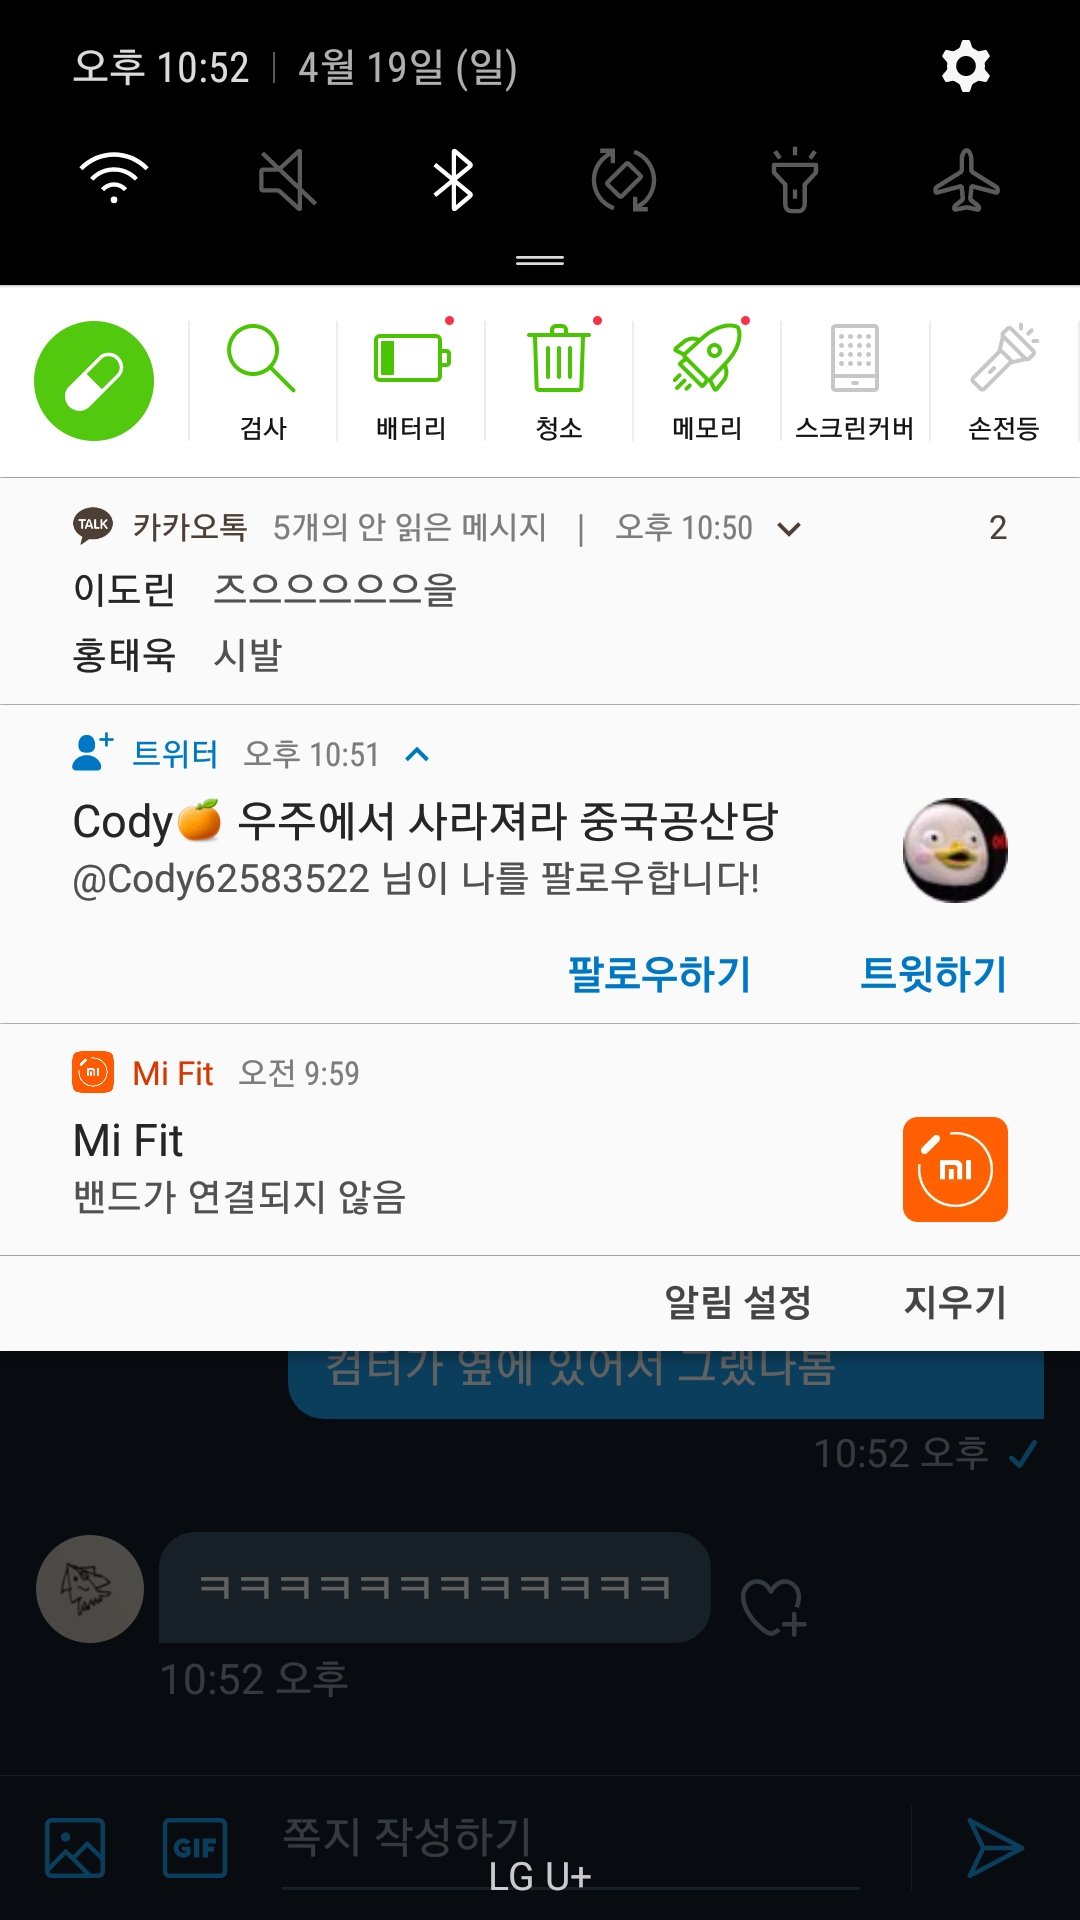 오후 10:52 | 4월 19일 (일)
검사 배터리 청소 메모리 스크린커버 손전등
TALK 카카오톡 5개의 안 읽은 메시지 | 오후 10:50 2
이도린 즈으으으으으을
홍태욱 시발
트위터 오후 10:51
Cody🍊 우주에서 사라져라 중국공산당
@Cody62583522 님이 나를 팔로우합니다!
팔로우하기 트윗하기
Mi Fit 오전 9:59
Mi Fit
밴드가 연결되지 않음
알림 설정 지우기
컴터가 옆에 있어서 그랬나봄
10:52 오후
ㅋㅋㅋㅋㅋㅋㅋㅋㅋㅋㅋㅋ
10:52 오후
GIF 쪽지 작성하기
LG U+